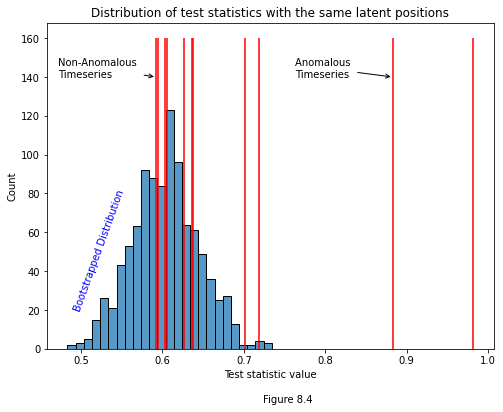 Distribution of test statistics with the same latent positions
160
140
120
100
80
60
40
20
0
Count
Non-Anomalous
Timeseries
Anomalous
Timeseries
Bootstrapped Distribution
0.5 0.6 0.7 0.8 0.9 1.0
Test statistic value
Figure 8.4